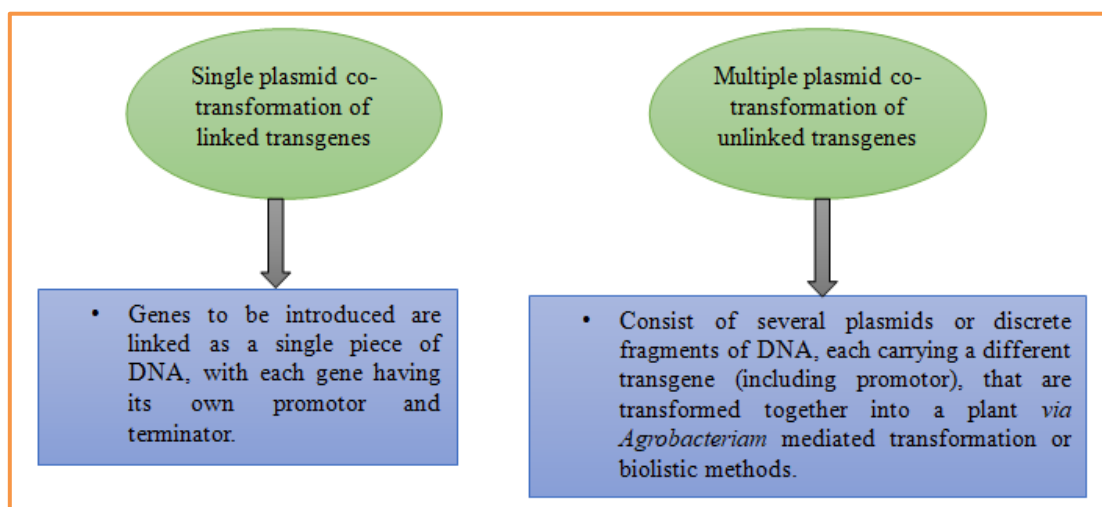 Single plasmid co-
transformation of
linked transgenes
Multiple plasmid co-
transformation of
unlinked transgenes
• Genes to be introduced are
linked as a single piece of
DNA, with each gene having
its own promotor and
terminator.
• Consist of several plasmids or discrete
fragments of DNA, each carrying a different
transgene (including promotor), that are
transformed together into a plant via
Agrobacteriam mediated transformation or
biolistic methods.